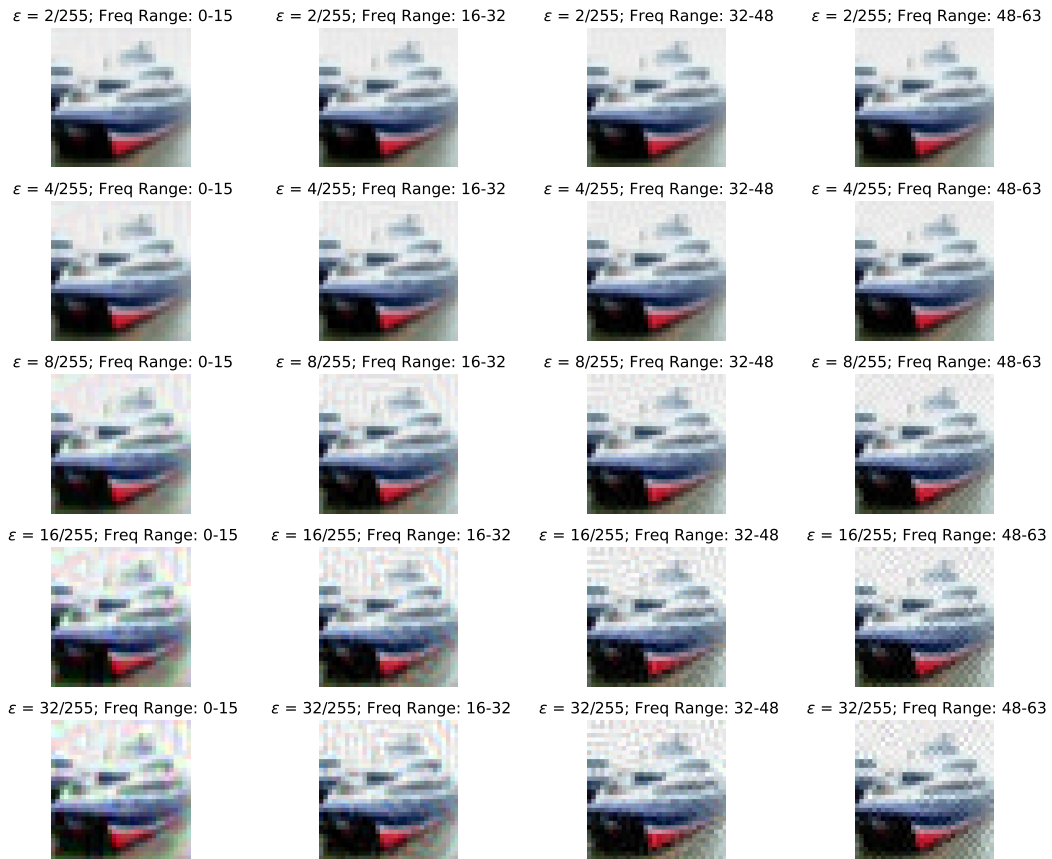 ε = 2/255; Freq Range: 0-15
ε = 2/255; Freq Range: 16-32
ε = 2/255; Freq Range: 32-48
ε = 2/255; Freq Range: 48-63
ε = 4/255; Freq Range: 0-15
ε = 4/255; Freq Range: 16-32
ε = 4/255; Freq Range: 32-48
ε = 4/255; Freq Range: 48-63
ε = 8/255; Freq Range: 0-15
ε = 8/255; Freq Range: 16-32
ε = 8/255; Freq Range: 32-48
ε = 8/255; Freq Range: 48-63
ε = 16/255; Freq Range: 0-15
ε = 16/255; Freq Range: 16-32
ε = 16/255; Freq Range: 32-48
ε = 16/255; Freq Range: 48-63
ε = 32/255; Freq Range: 0-15
ε = 32/255; Freq Range: 16-32
ε = 32/255; Freq Range: 32-48
ε = 32/255; Freq Range: 48-63